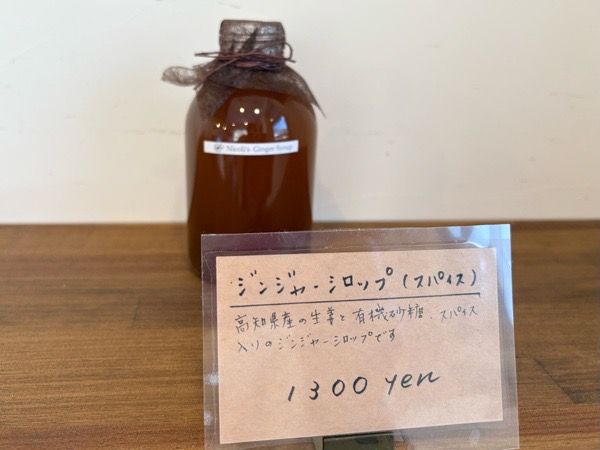 Nicoli's Ginger Syrup
ジンジャーシロップ(スパイス)
高知県産の生姜と有機砂糖、スパイス
入りのジンジャーシロップです
1300 yen